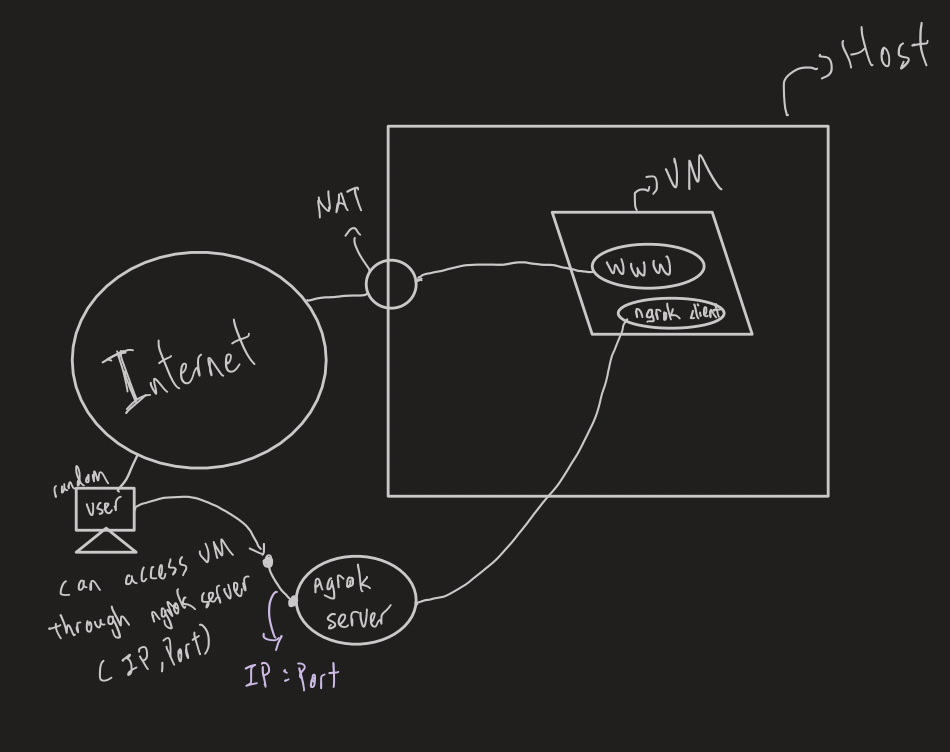 Host
VM
NAT
www
ngrok client
Internet
random
user
can access VM
through ngrok server
(IP, Port)
ngrok
server
IP : Port